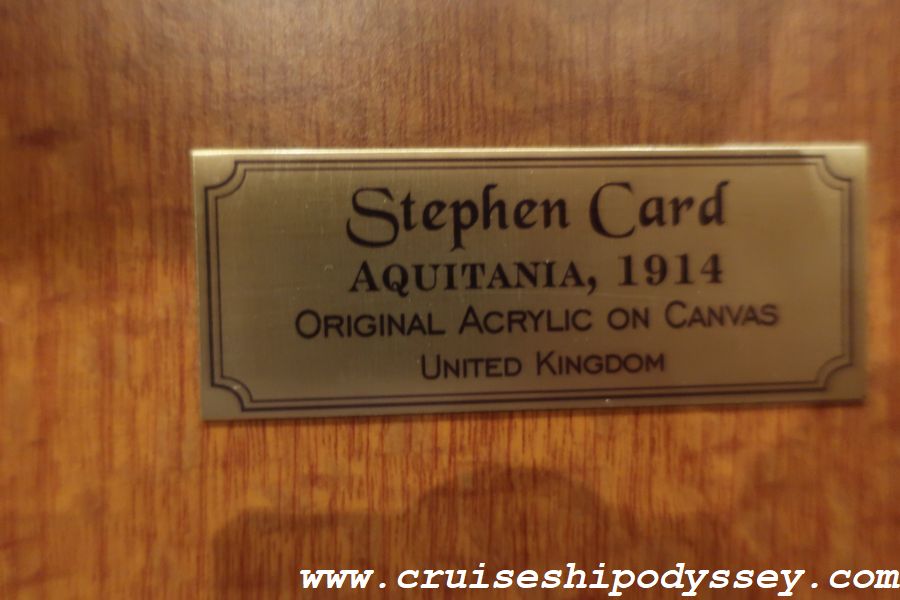 Stephen Card
AQUITANIA, 1914
ORIGINAL ACRYLIC ON CANVAS
UNITED KINGDOM
www.cruiseshipodyssey.com